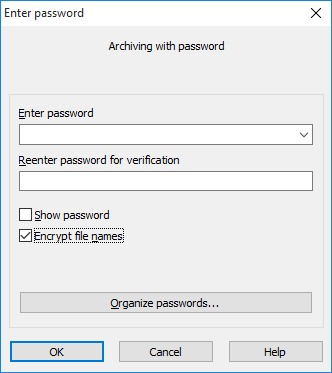 Enter password
Archiving with password
Enter password
Reenter password for verification
Show password
Encrypt file names
Organize passwords...
OK
Cancel
Help